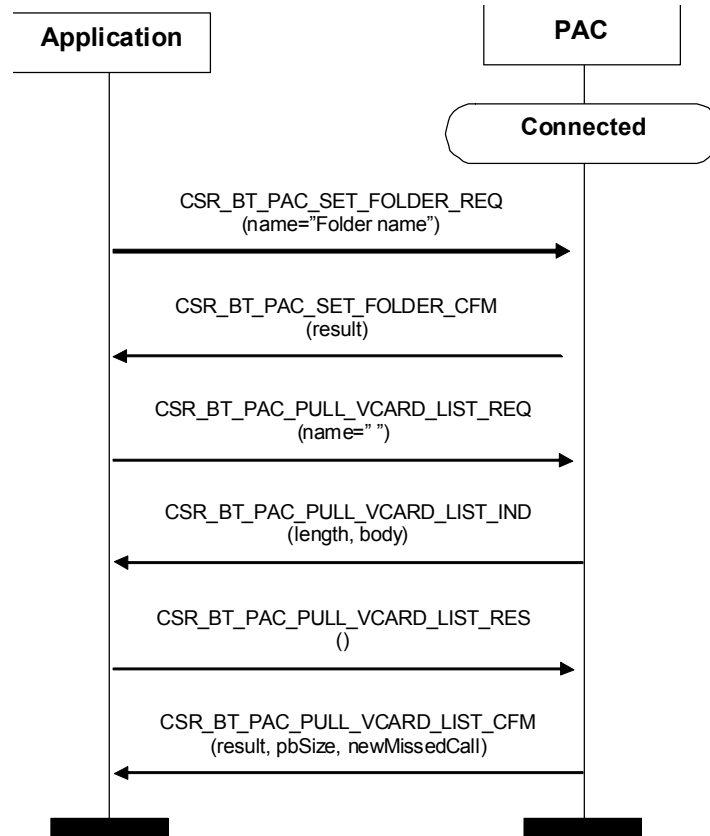 Application
PAC
Connected
CSR_BT_PAC_SET_FOLDER_REQ
(name=”Folder name”)
CSR_BT_PAC_SET_FOLDER_CFM
(result)
CSR_BT_PAC_PULL_VCARD_LIST_REQ
(name=” ”)
CSR_BT_PAC_PULL_VCARD_LIST_IND
(length, body)
CSR_BT_PAC_PULL_VCARD_LIST_RES
()
CSR_BT_PAC_PULL_VCARD_LIST_CFM
(result, pbSize, newMissedCall)